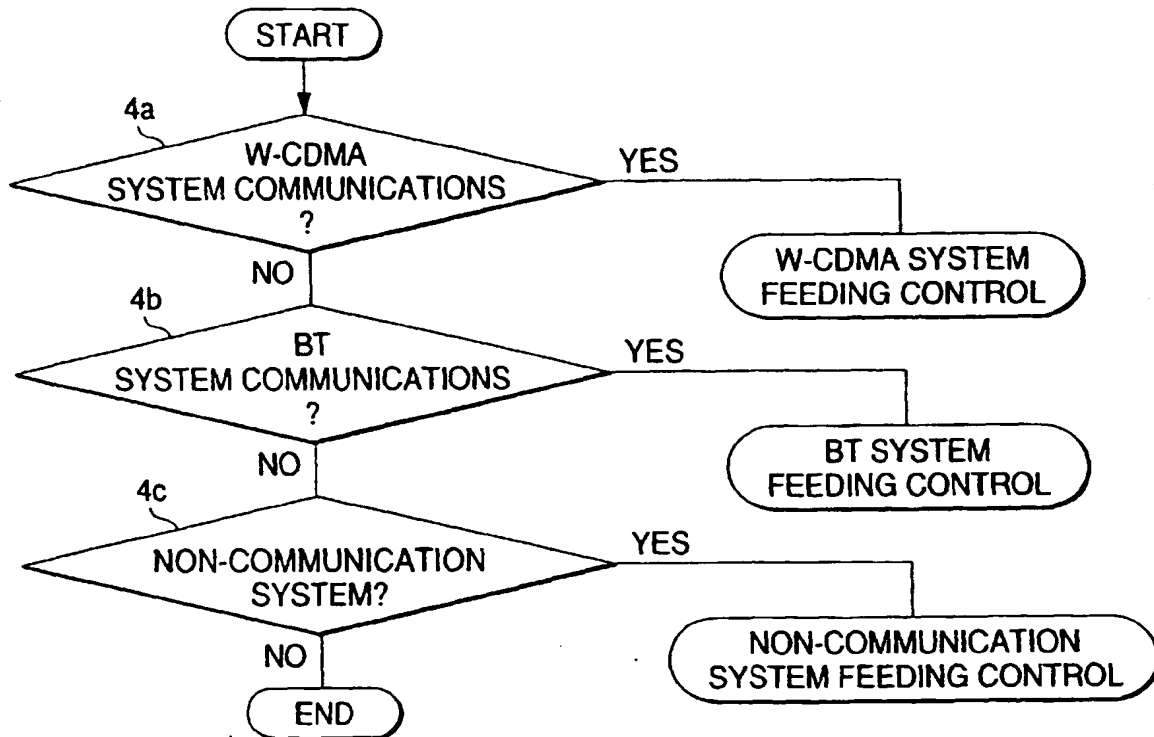 START
4a
W-CDMA
SYSTEM COMMUNICATIONS
?
YES
W-CDMA SYSTEM
FEEDING CONTROL
NO
4b
BT
SYSTEM COMMUNICATIONS
?
YES
BT SYSTEM
FEEDING CONTROL
NO
4c
NON-COMMUNICATION
SYSTEM?
YES
NON-COMMUNICATION
SYSTEM FEEDING CONTROL
NO
END